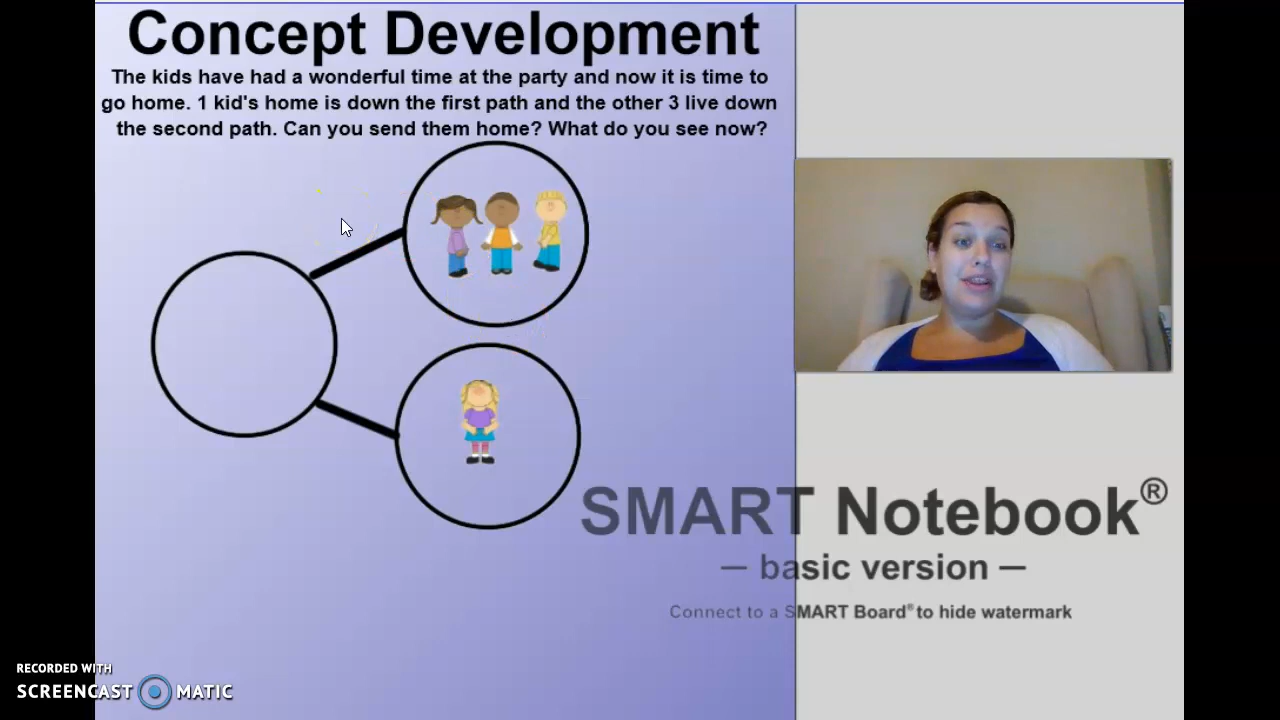 Concept Development
The kids have had a wonderful time at the party and now it is time to
go home. 1 kid's home is down the first path and the other 3 live down
the second path. Can you send them home? What do you see now?
SMART Notebook®
— basic version —
Connect to a SMART Board® to hide watermark
RECORDED WITH
SCREENCAST MATIC